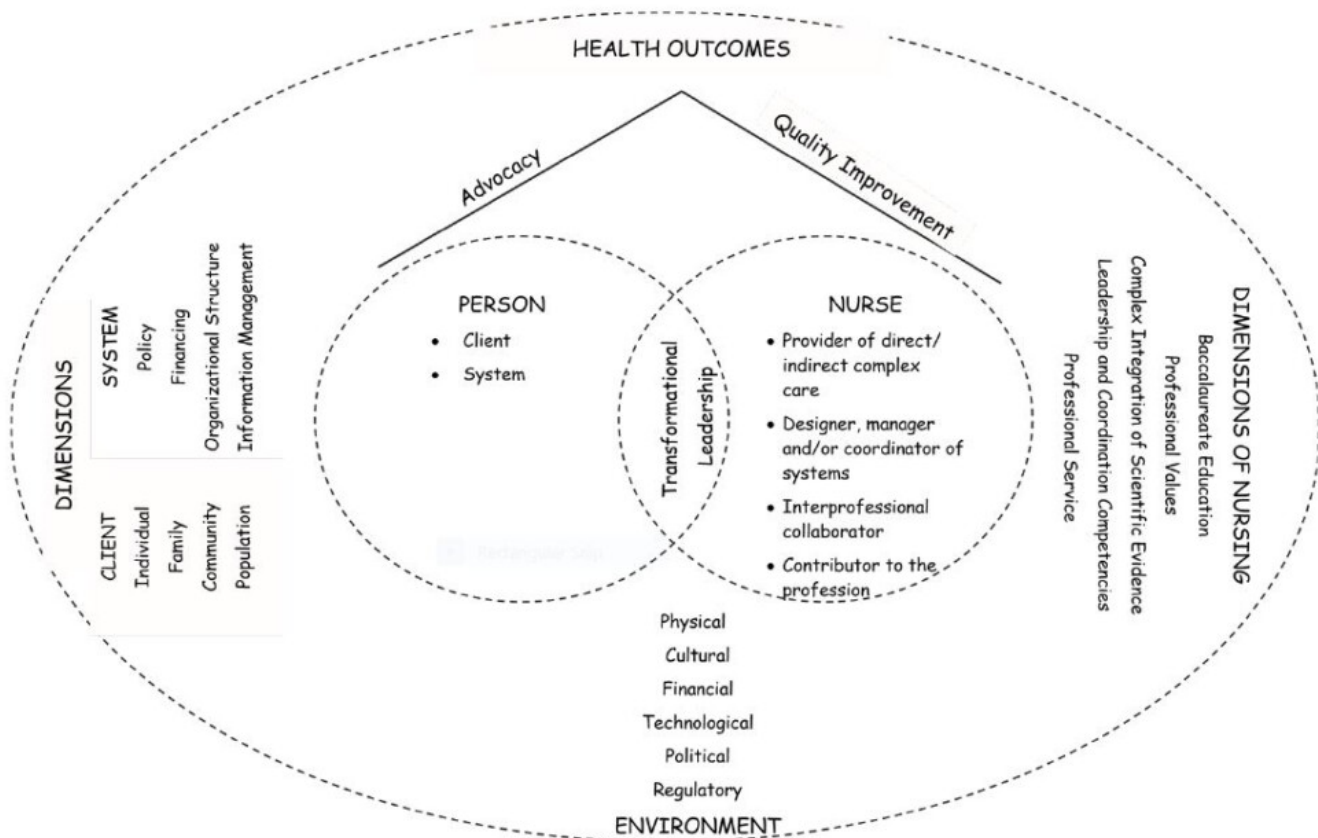 HEALTH OUTCOMES
Advocacy
Quality Improvement
DIMENSIONS
SYSTEM
Policy
Financing
Organizational Structure
Information Management
CLIENT
Individual
Family
Community
Population
PERSON
• Client
• System
Transformational
Leadership
NURSE
• Provider of direct/
indirect complex
care
• Designer, manager
and/or coordinator of
systems
• Interprofessional
collaborator
• Contributor to the
profession
DIMENSIONS OF NURSING
Baccalaureate Education
Professional Values
Complex Integration of Scientific Evidence
Leadership and Coordination Competencies
Professional Service
Physical
Cultural
Financial
Technological
Political
Regulatory
ENVIRONMENT